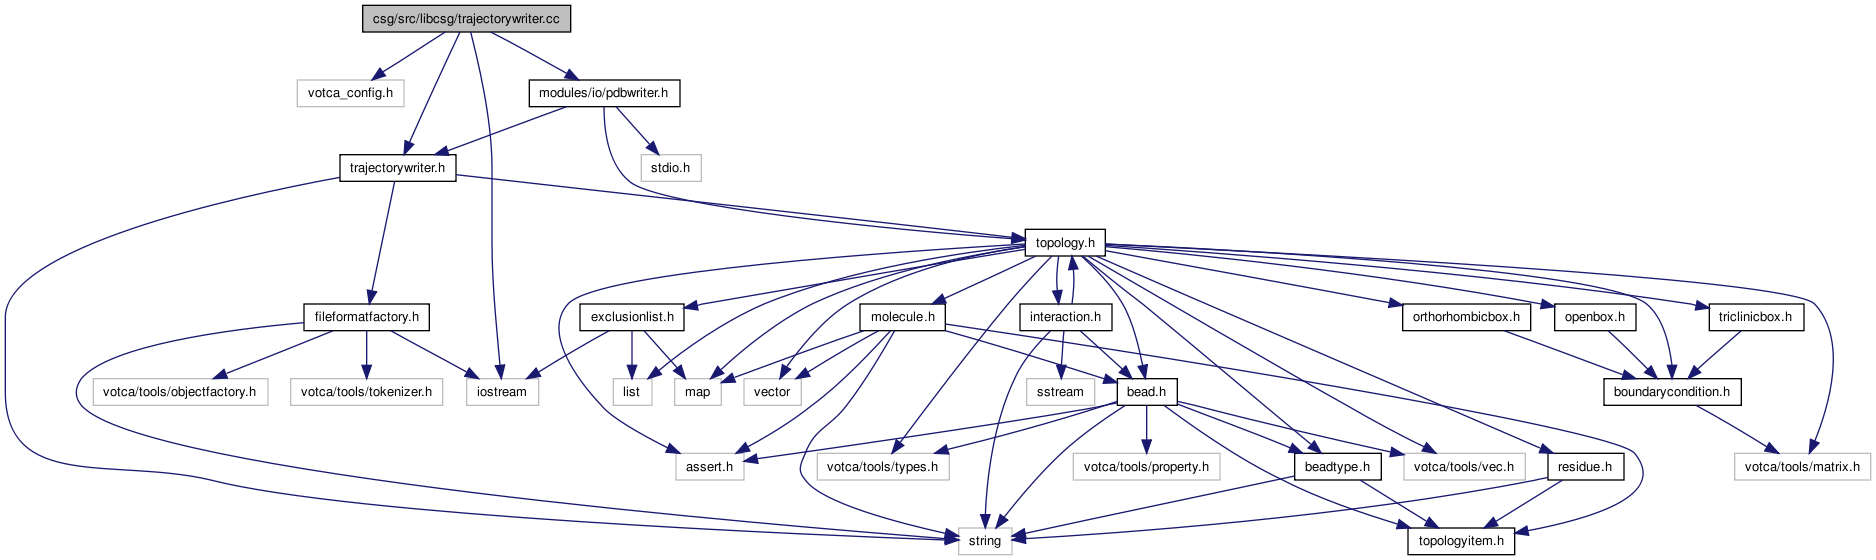 csg/src/libcsg/trajectorywriter.cc
votca_config.h
modules/io/pdbwriter.h
trajectorywriter.h
stdio.h
topology.h
fileformatfactory.h
exclusionlist.h
molecule.h
interaction.h
orthorhombicbox.h
openbox.h
triclinicbox.h
votca/tools/objectfactory.h
votca/tools/tokenizer.h
iostream
list
map
vector
sstream
bead.h
boundarycondition.h
assert.h
votca/tools/types.h
votca/tools/property.h
beadtype.h
votca/tools/vec.h
residue.h
votca/tools/matrix.h
string
topologyitem.h